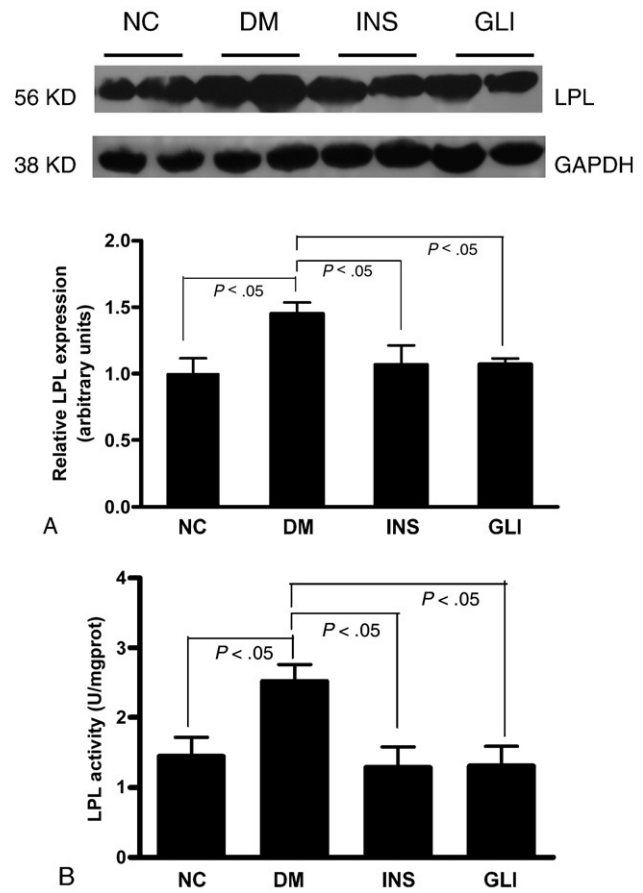 NC DM INS GLI
56 KD LPL
38 KD GAPDH
2.0
P < .05
P < .05
P < .05
1.5
1.0
0.5
0.0
Relative LPL expression
(arbitrary units)
NC DM INS GLI
A
4
P < .05
P < .05
P < .05
3
2
1
0
LPL activity (U/mgprot)
NC DM INS GLI
B